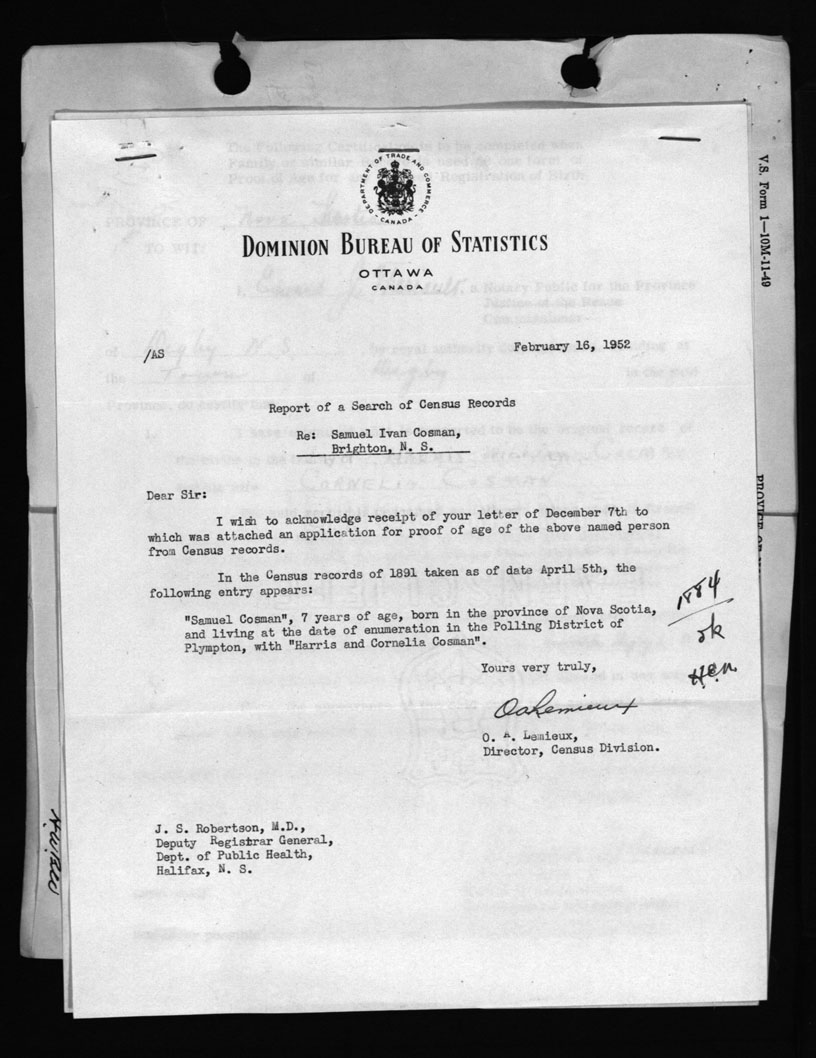 DEPARTMENT OF TRADE AND COMMERCE
CANADA
DOMINION BUREAU OF STATISTICS
OTTAWA
CANADA
/AS
February 16, 1952
Report of a Search of Census Records
Re: Samuel Ivan Cosman,
Brighton, N. S.
Dear Sir:
I wish to acknowledge receipt of your letter of December 7th to
which was attached an application for proof of age of the above named person
from Census records.
In the Census records of 1891 taken as of date April 5th, the
following entry appears:
"Samuel Cosman", 7 years of age, born in the province of Nova Scotia,
and living at the date of enumeration in the Polling District of
Plympton, with "Harris and Cornelia Cosman".
1884
ok
Yours very truly,
OALemieux
O. A. Lemieux,
Director, Census Division.
J. S. Robertson, M.D.,
Deputy Registrar General,
Dept. of Public Health,
Halifax, N. S.
V.S. Form 1—10M-11-49